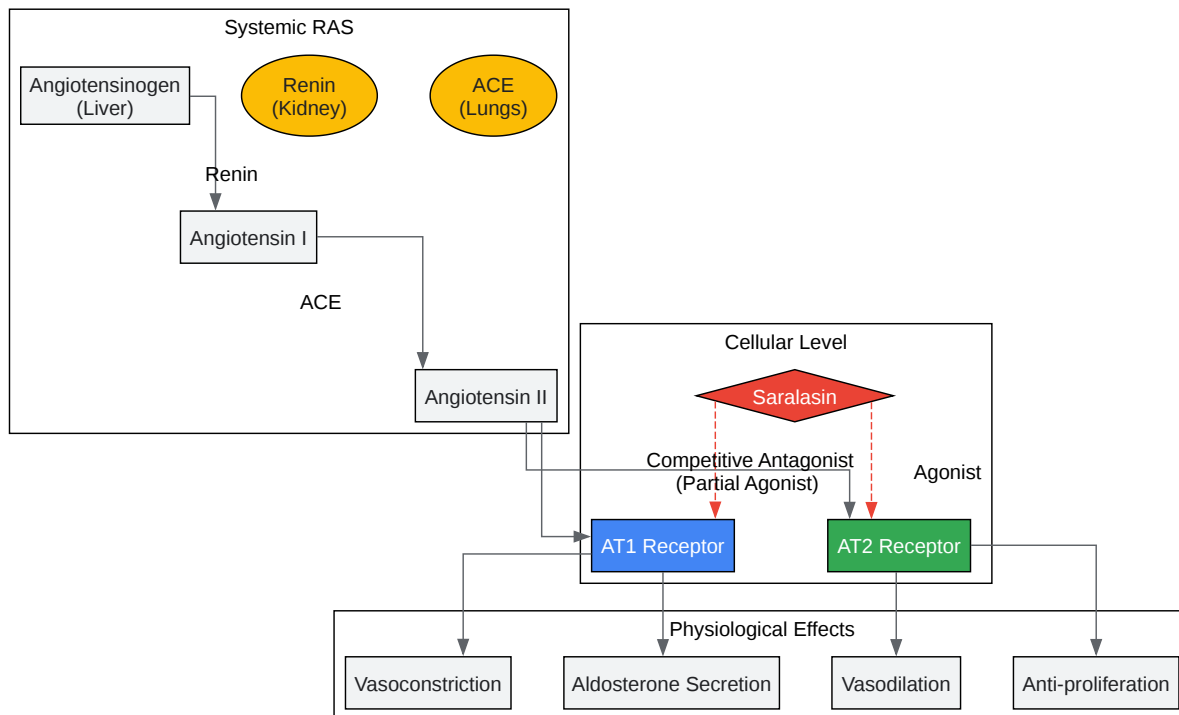 Systemic RAS
Angiotensinogen
(Liver)
Renin
(Kidney)
ACE
(Lungs)
Renin
Angiotensin I
ACE
Angiotensin II
Cellular Level
Saralasin
Competitive Antagonist
(Partial Agonist)
Agonist
AT1 Receptor
AT2 Receptor
Physiological Effects
Vasoconstriction
Aldosterone Secretion
Vasodilation
Anti-proliferation